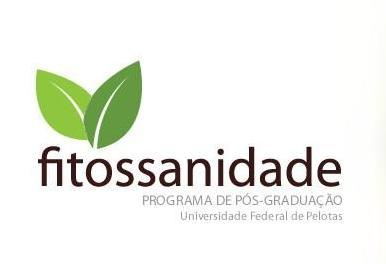 fitossanidade
PROGRAMA DE PÓS-GRADUAÇÃO
Universidade Federal de Pelotas